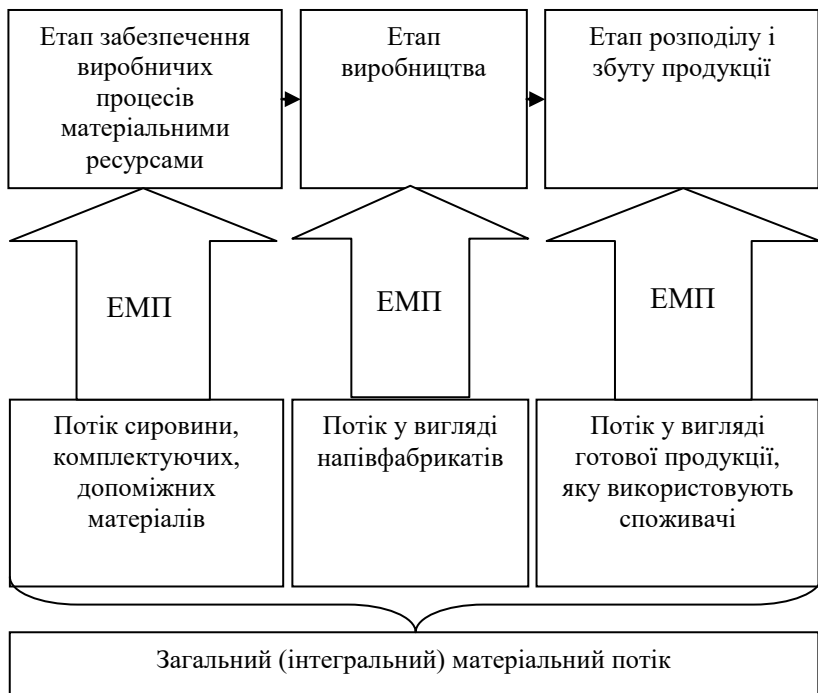 Етап забезпечення
виробничих
процесів
матеріальними
ресурсами
Етап
виробництва
Етап розподілу і
збуту продукції
ЕМП
ЕМП
ЕМП
Потік сировини,
комплектуючих,
допоміжних
матеріалів
Потік у вигляді
напівфабрикатів
Потік у вигляді
готової продукції,
яку використовують
споживачі
Загальний (інтегральний) матеріальний потік